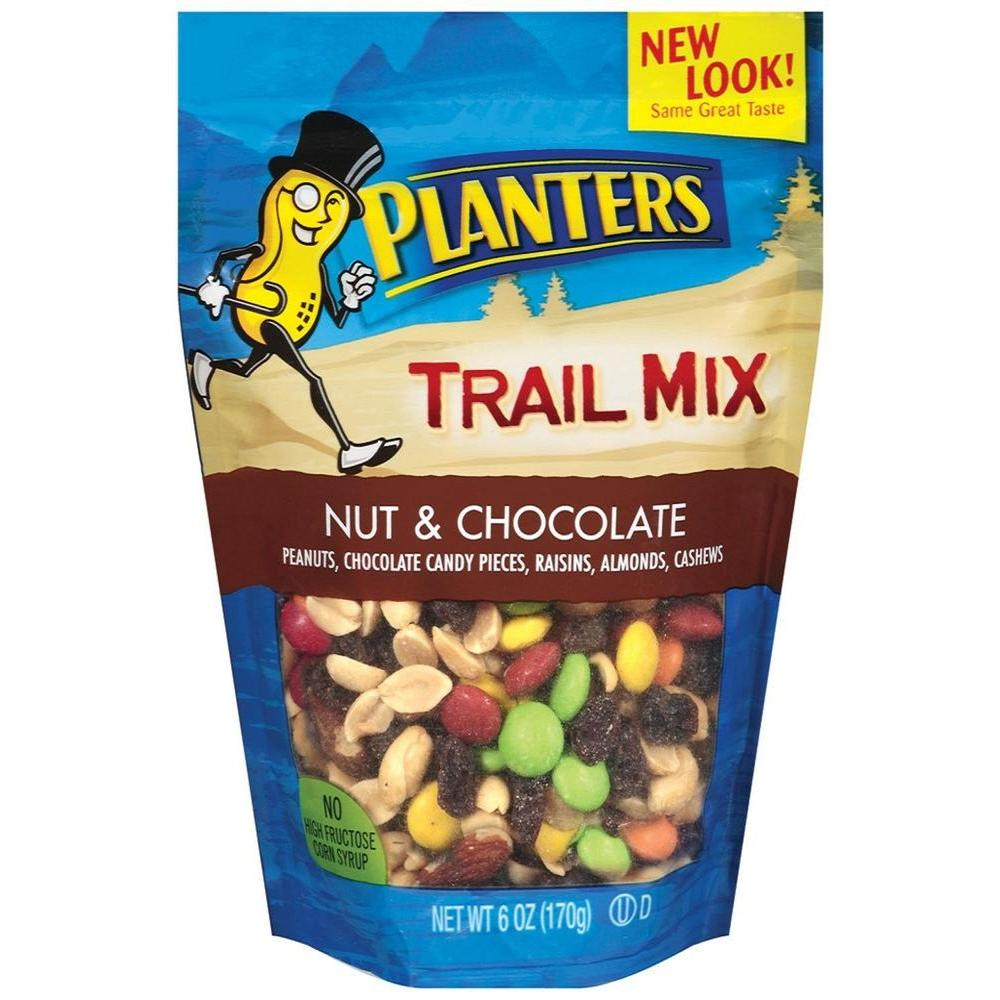 NEW
LOOK!
Same Great Taste
PLANTERS
TRAIL MIX
NUT & CHOCOLATE
PEANUTS, CHOCOLATE CANDY PIECES, RAISINS, ALMONDS, CASHEWS
NO
HIGH FRUCTOSE
CORN SYRUP
NET WT 6 OZ (170g) U D